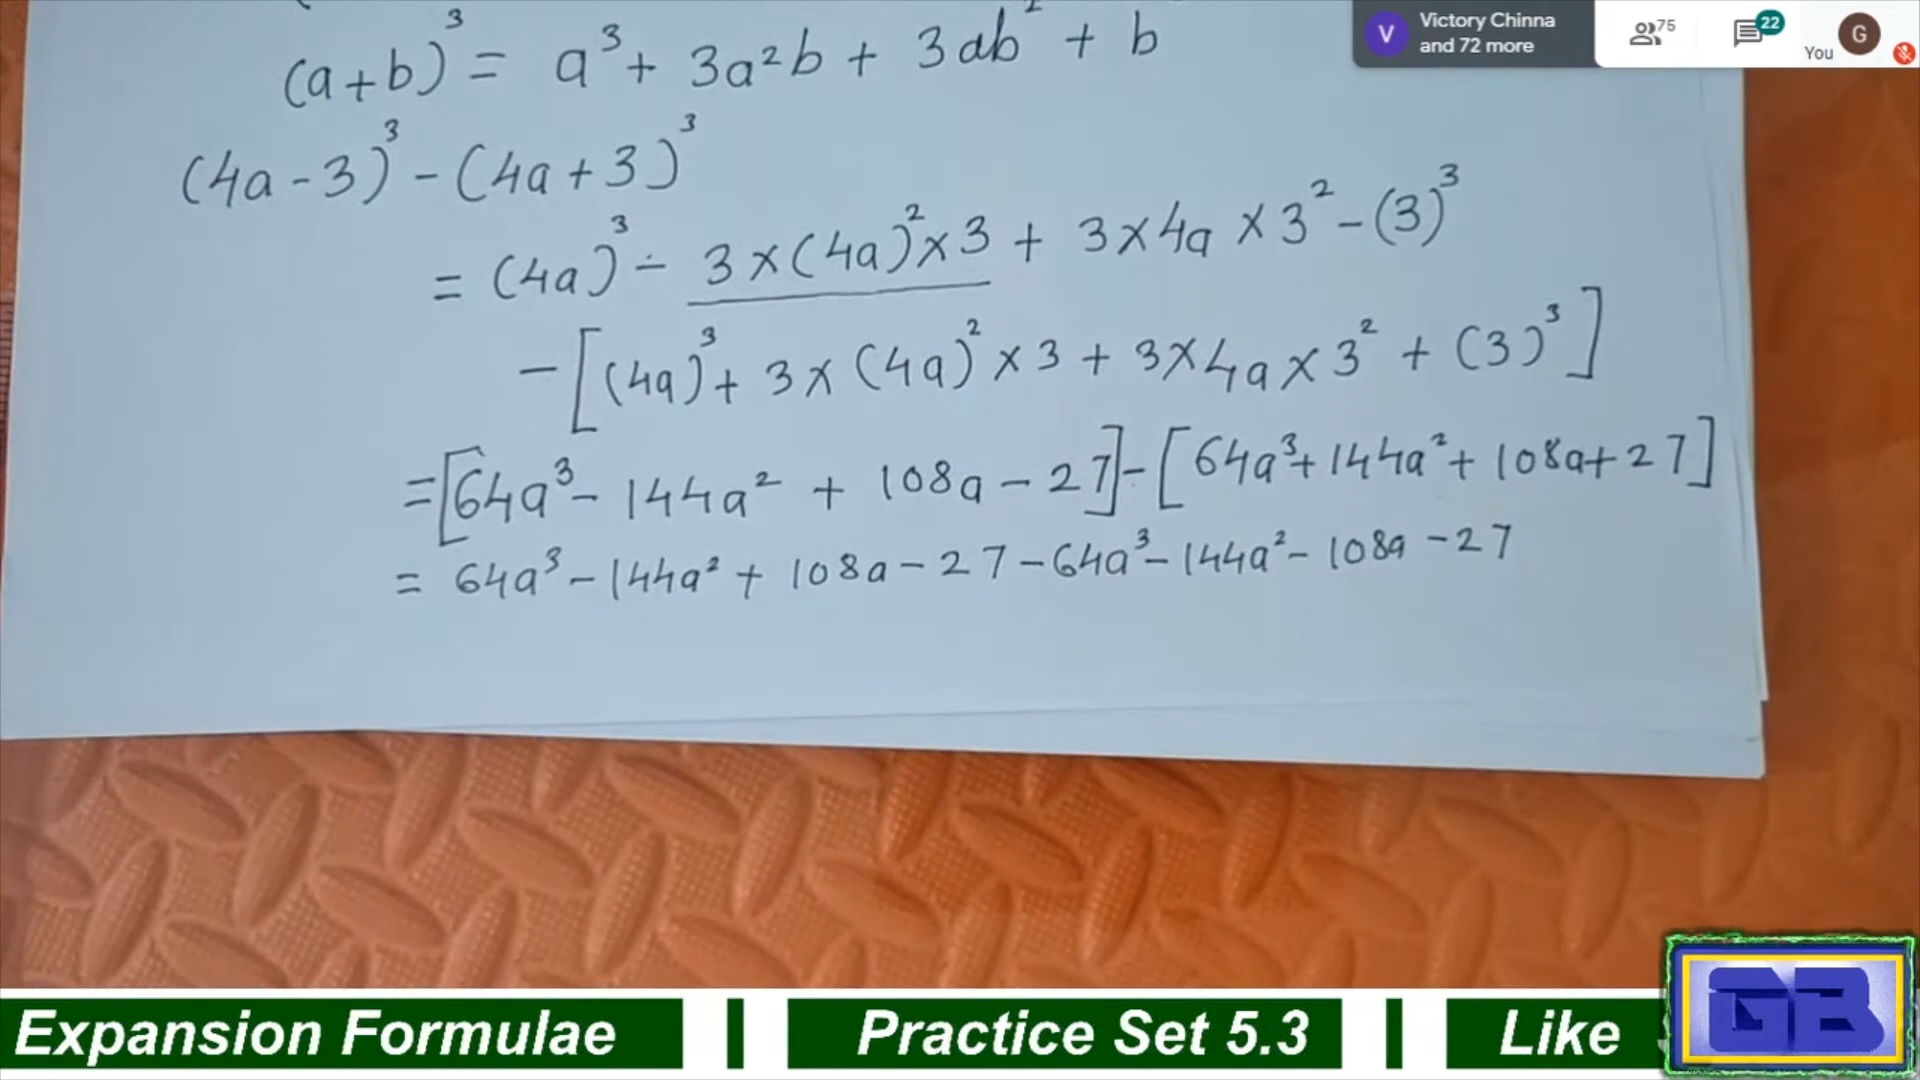 (a+b)³ = a³ + 3a²b + 3ab² + b
(4a-3)³ - (4a+3)³
= (4a)³ - 3×(4a)²×3 + 3×4a×3² - (3)³
- [(4a)³ + 3×(4a)²×3 + 3×4a×3² + (3)³]
= [64a³ - 144a² + 108a - 27] - [64a³ + 144a² + 108a + 27]
= 64a³ - 144a² + 108a - 27 - 64a³ - 144a² - 108a - 27
V
Victory Chinna
and 72 more
75
22
You
G
Expansion Formulae | Practice Set 5.3 | Like
GB